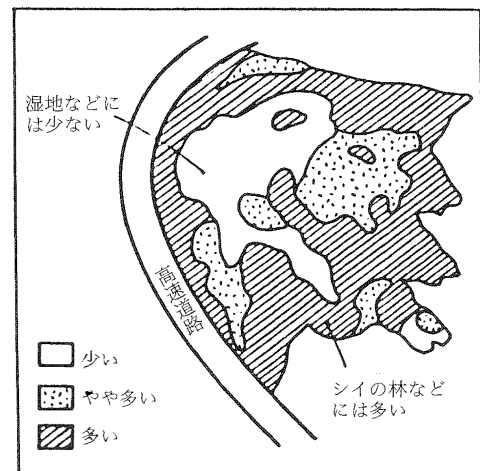 湿地などに
は少ない
高速道路
少い
やや多い
多い
シイの林など
には多い